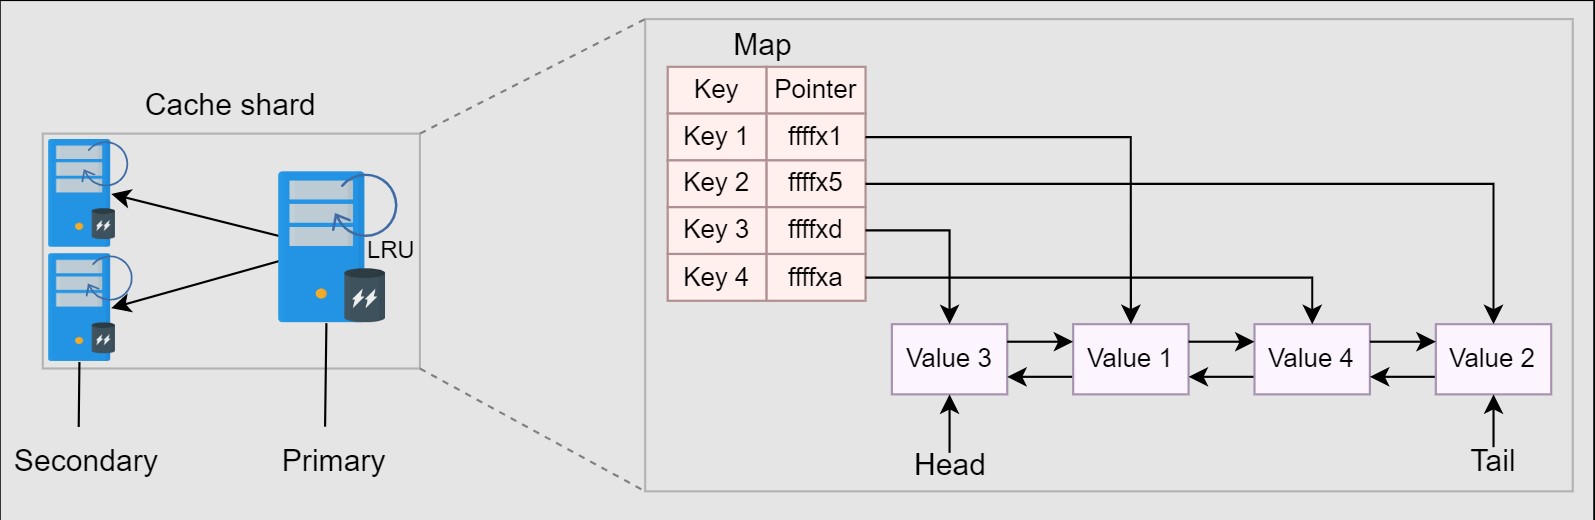 Cache shard
LRU
Secondary
Primary
Map
Key Pointer
Key 1 ffffx1
Key 2 ffffx5
Key 3 ffffxd
Key 4 ffffxa
Value 3 Value 1 Value 4 Value 2
Head Tail